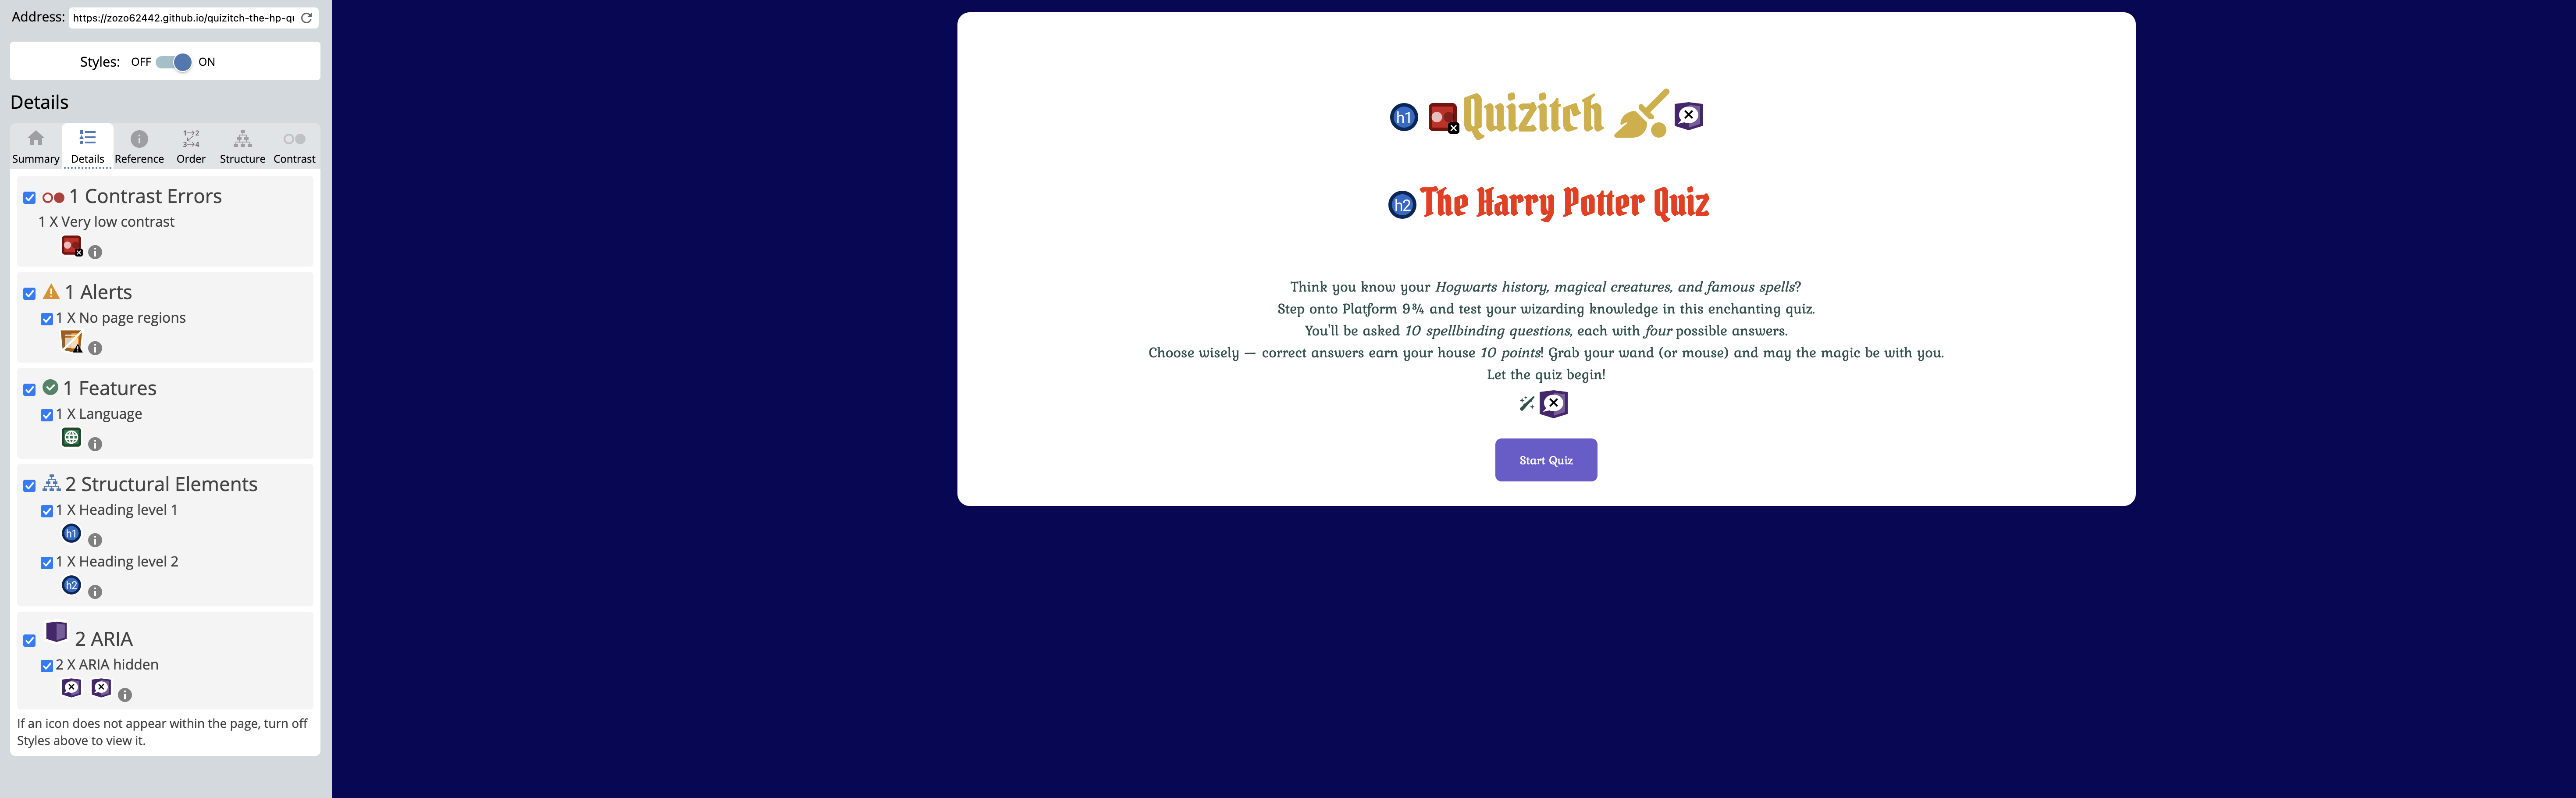 Address: https://zozo62442.github.io/quizitch-the-hp-qu
Styles: OFF ON
Details
Summary Details Reference Order Structure Contrast
1 Contrast Errors
1 X Very low contrast
1 Alerts
1 X No page regions
1 Features
1 X Language
2 Structural Elements
1 X Heading level 1
h1
1 X Heading level 2
h2
2 ARIA
2 X ARIA hidden
If an icon does not appear within the page, turn off
Styles above to view it.
h1 Quizitch
h2 The Harry Potter Quiz
Think you know your Hogwarts history, magical creatures, and famous spells?
Step onto Platform 9¾ and test your wizarding knowledge in this enchanting quiz.
You'll be asked 10 spellbinding questions, each with four possible answers.
Choose wisely — correct answers earn your house 10 points! Grab your wand (or mouse) and may the magic be with you.
Let the quiz begin!
Start Quiz